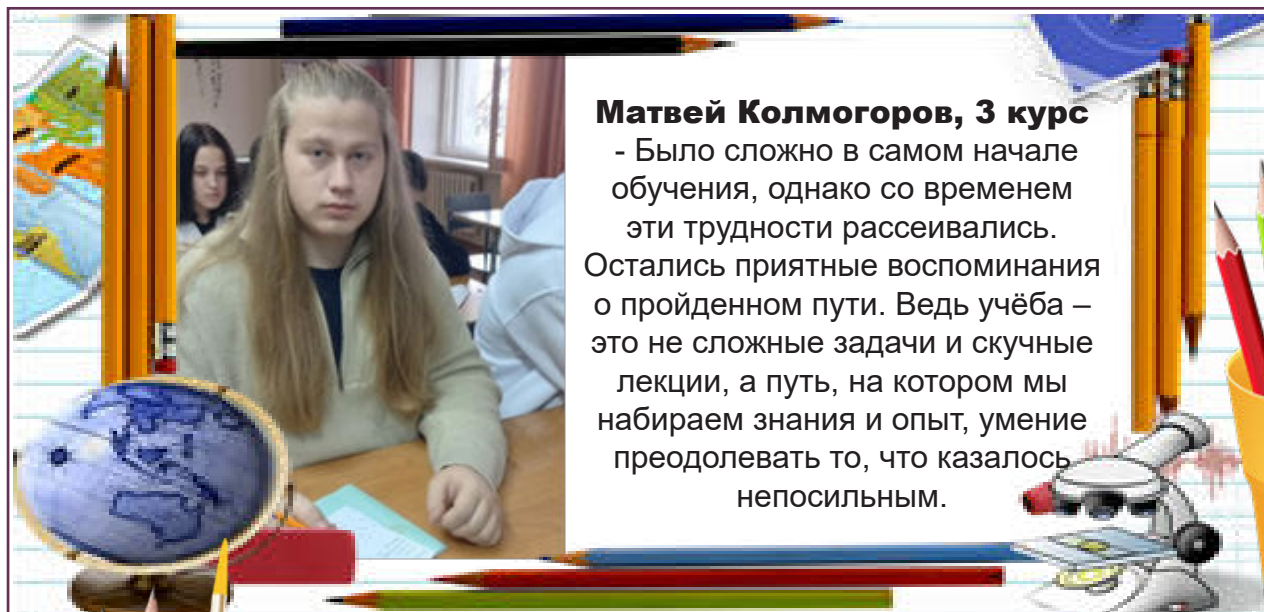 Матвей Колмогоров, 3 курс
- Было сложно в самом начале
обучения, однако со временем
эти трудности рассеивались.
Остались приятные воспоминания
о пройденном пути. Ведь учёба –
это не сложные задачи и скучные
лекции, а путь, на котором мы
набираем знания и опыт, умение
преодолевать то, что казалось
непосильным.